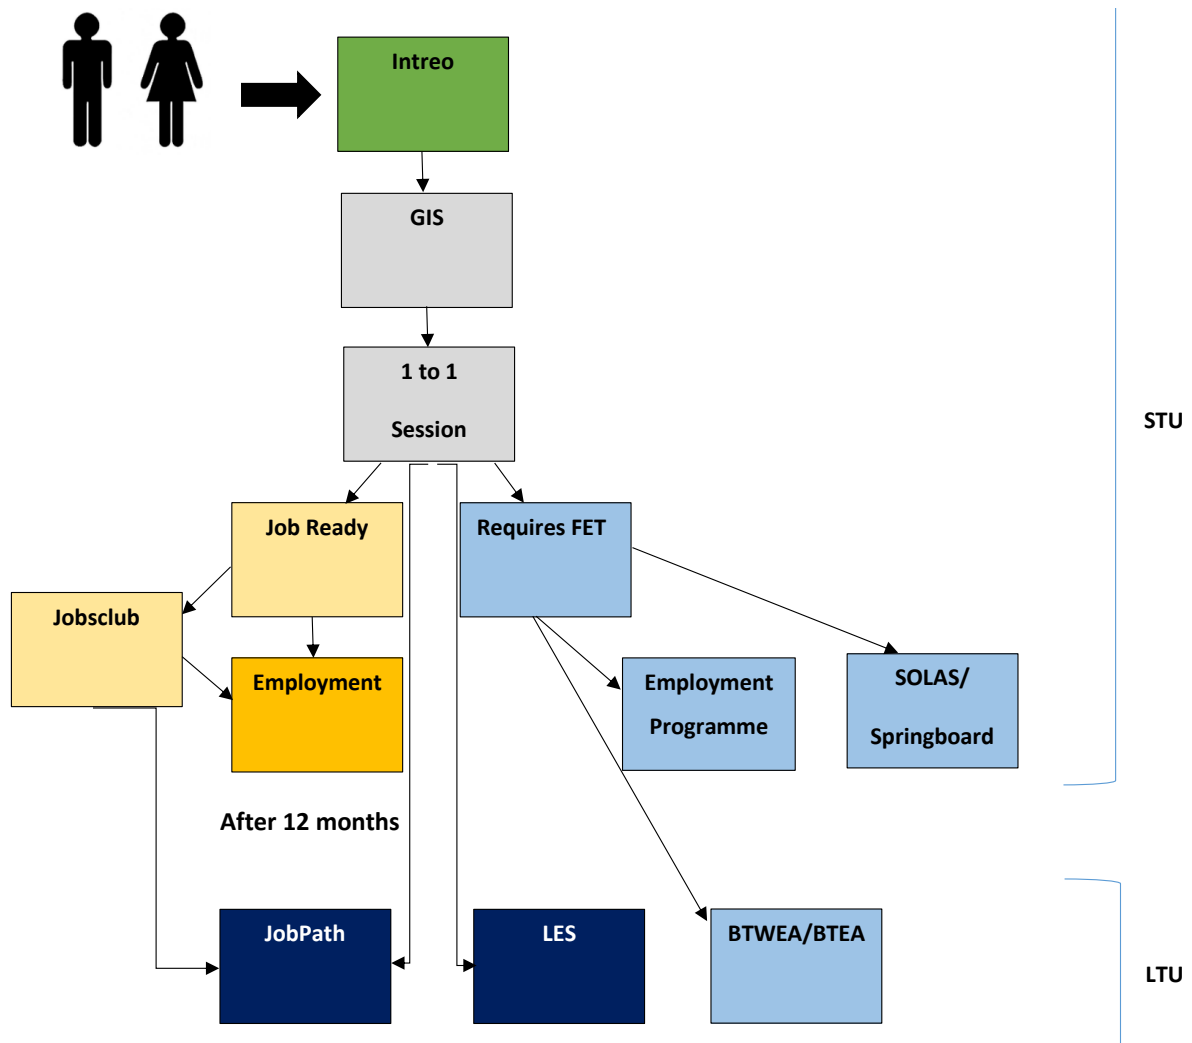 Intreo
GIS
1 to 1
Session
STU
Job Ready
Requires FET
Jobsclub
Employment
Employment
Programme
SOLAS/
Springboard
After 12 months
JobPath
LES
BTWEA/BTEA
LTU